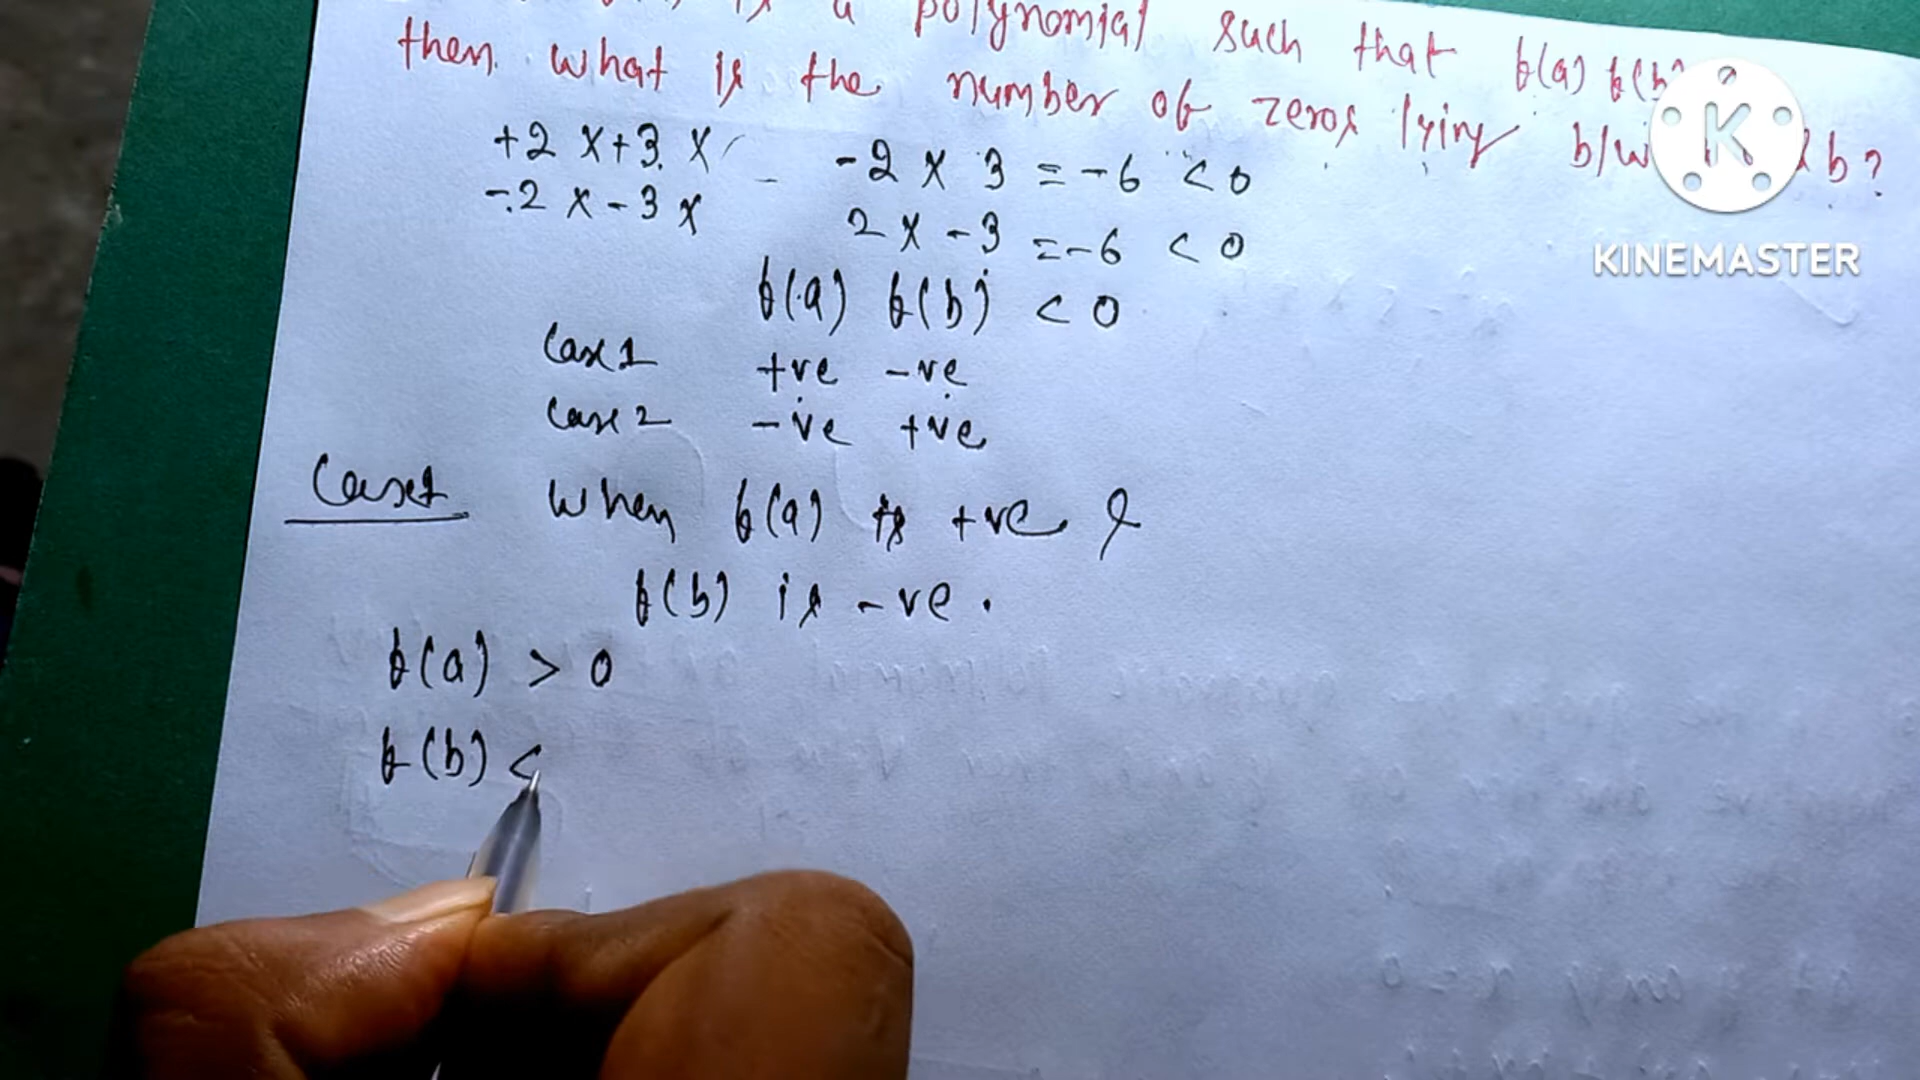 is a polynomial such that f(a) f(b)
then what is the number of zeros lying b/w & b?
+2 x +3 x - 2 x 3 = -6 < 0
-2 x -3 x 2 x -3 = -6 < 0
f(a) f(b) < 0
Case 1 +ve -ve
Case 2 -ve +ve
Case 1 when f(a) is +ve &
f(b) is -ve.
f(a) > 0
f(b) <
K
KINEMASTER